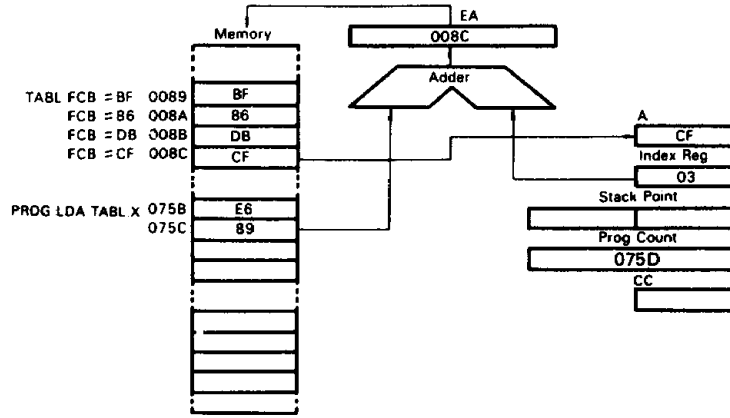 EA
Memory
008C
Adder
TABL FCB = BF 0089 BF
FCB = 86 008A 86
FCB = DB 008B DB
FCB = CF 008C CF
A
CF
Index Reg
03
Stack Point
PROG LDA TABL X 075B E6
075C 89
Prog Count
075D
CC